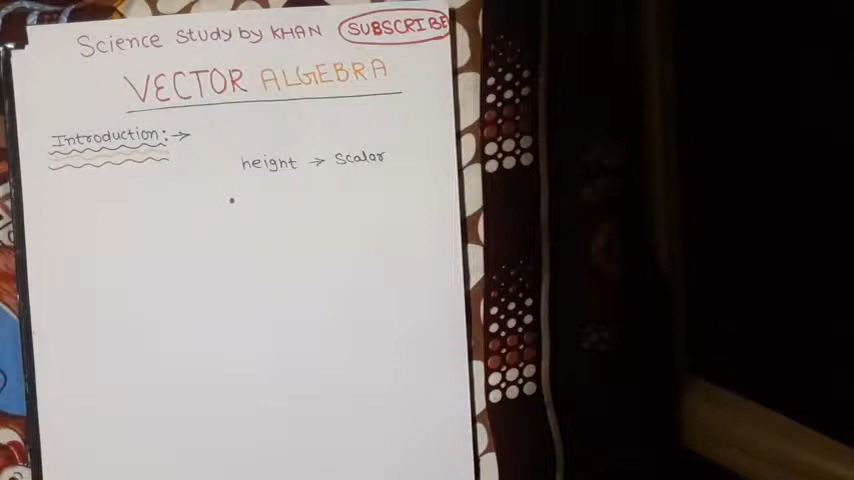 Science Study by KHAN SUBSCRIBE
VECTOR ALGEBRA
Introduction: →
height → Scalar